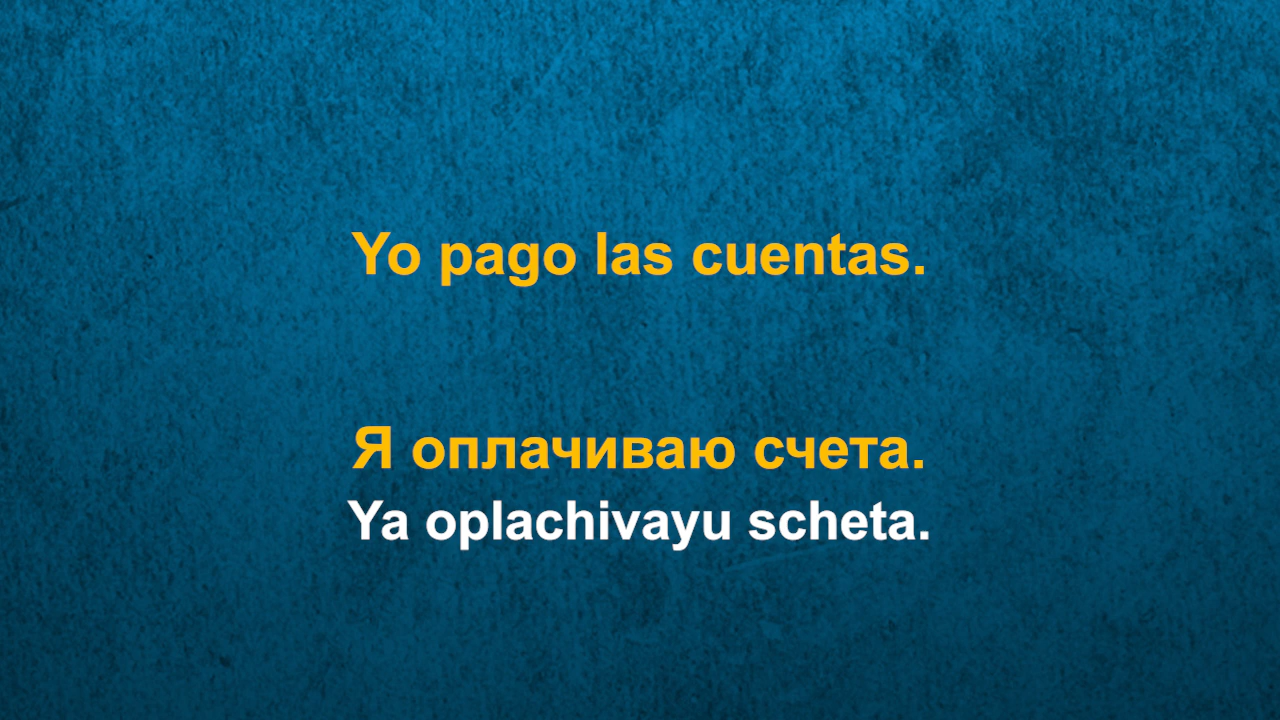 Yo pago las cuentas.
Я оплачиваю счета.
Ya oplachivayu scheta.